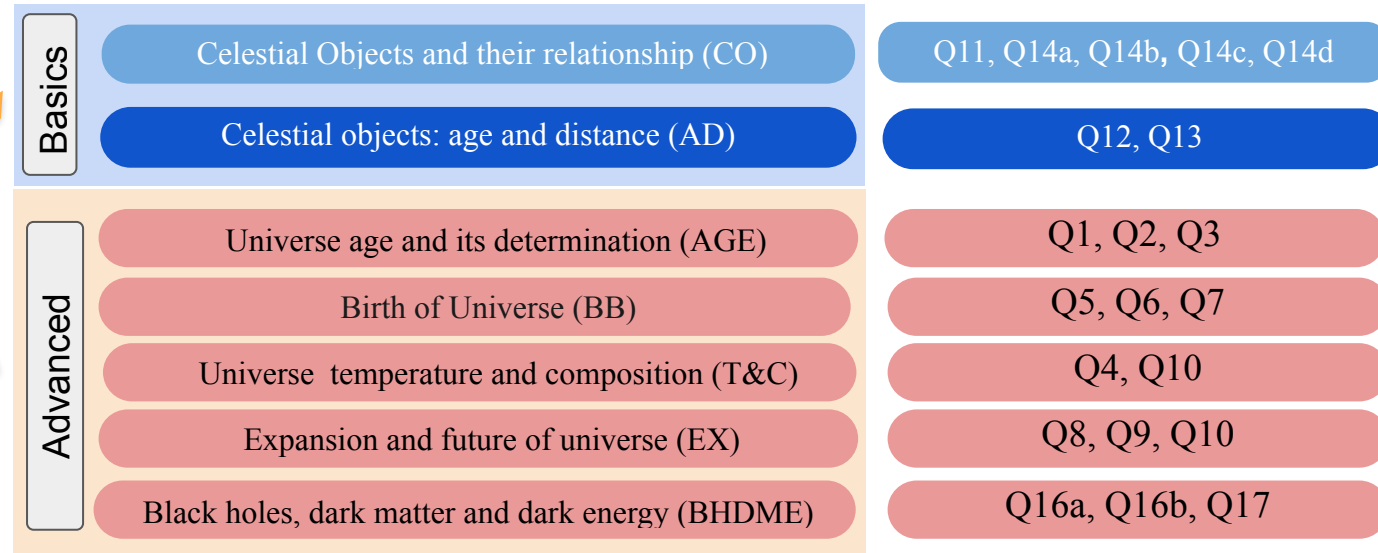 Basics
Celestial Objects and their relationship (CO)
Q11, Q14a, Q14b, Q14c, Q14d
Celestial objects: age and distance (AD)
Q12, Q13
Advanced
Universe age and its determination (AGE)
Q1, Q2, Q3
Birth of Universe (BB)
Q5, Q6, Q7
Universe temperature and composition (T&C)
Q4, Q10
Expansion and future of universe (EX)
Q8, Q9, Q10
Black holes, dark matter and dark energy (BHDME)
Q16a, Q16b, Q17